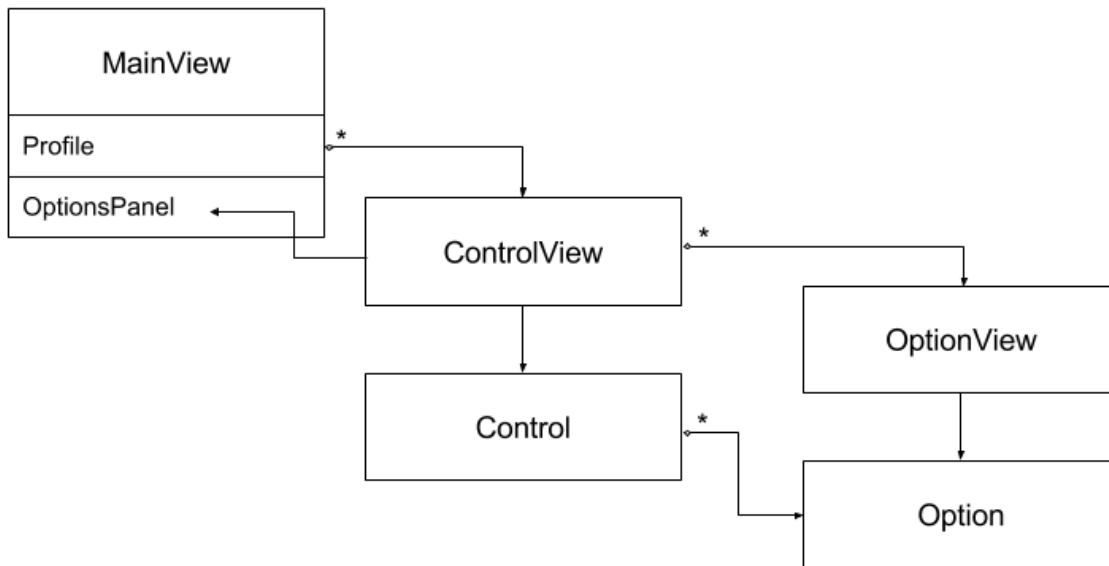 MainView
Profile
*
OptionsPanel
ControlView
*
OptionView
Control
*
Option